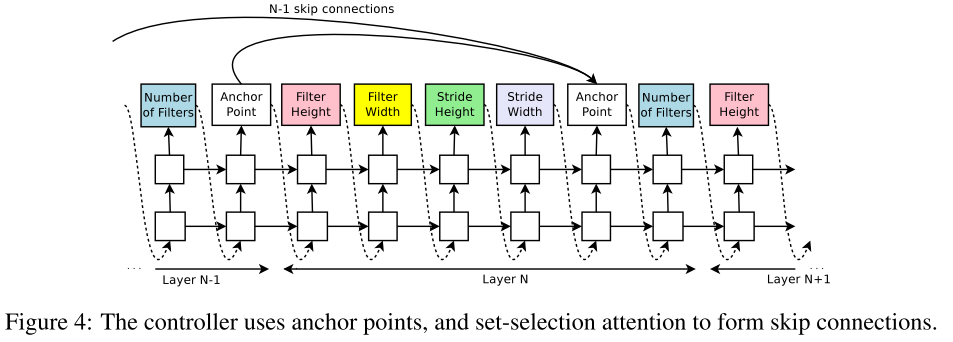 N-1 skip connections
Number of Filters
Anchor Point
Filter Height
Filter Width
Stride Height
Stride Width
Anchor Point
Number of Filters
Filter Height
...
Layer N-1
Layer N
Layer N+1
...
Figure 4: The controller uses anchor points, and set-selection attention to form skip connections.